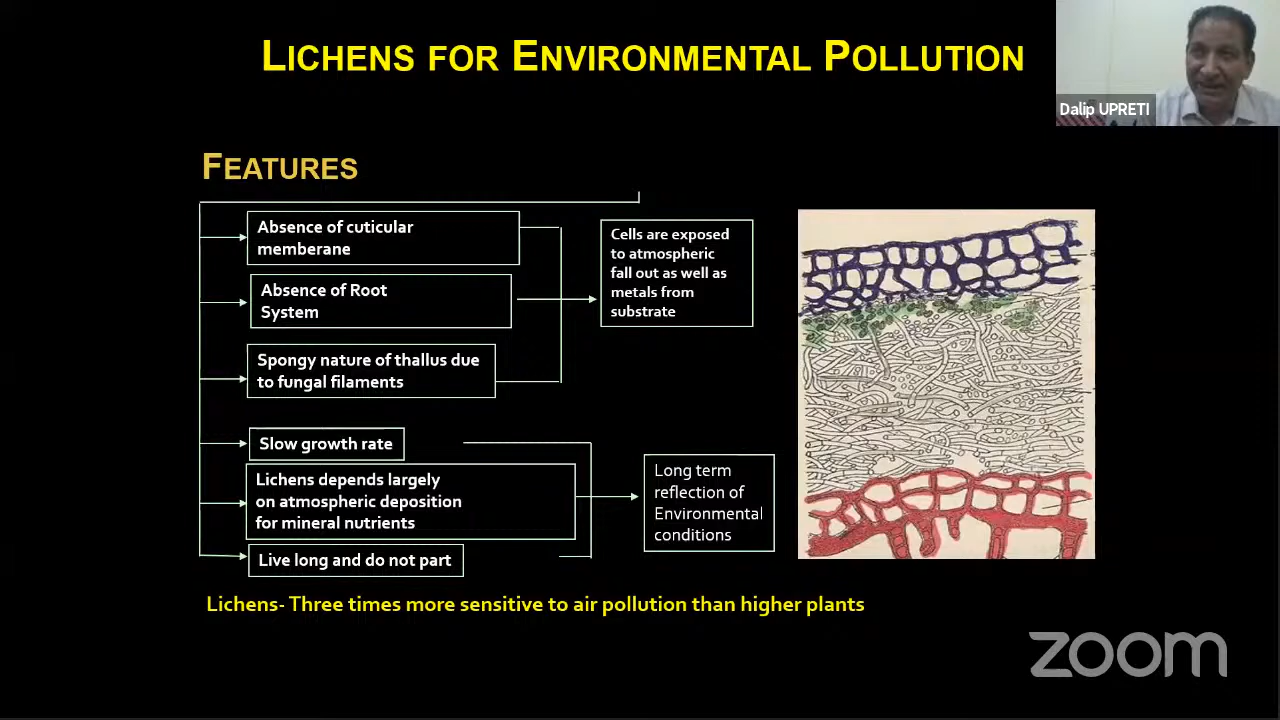 LICHENS FOR ENVIRONMENTAL POLLUTION
Dalip UPRETI
FEATURES
Absence of cuticular
memberane
Absence of Root
System
Spongy nature of thallus due
to fungal filaments
Cells are exposed
to atmospheric
fall out as well as
metals from
substrate
Slow growth rate
Lichens depends largely
on atmospheric deposition
for mineral nutrients
Live long and do not part
Long term
reflection of
Environmental
conditions
Lichens- Three times more sensitive to air pollution than higher plants
zoom